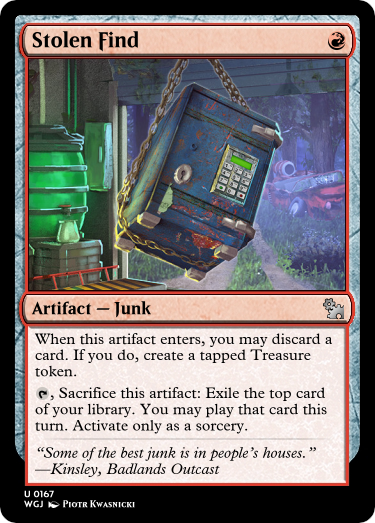 Stolen Find
Artifact — Junk
When this artifact enters, you may discard a
card. If you do, create a tapped Treasure
token.
, Sacrifice this artifact: Exile the top card
of your library. You may play that card this
turn. Activate only as a sorcery.
“Some of the best junk is in people’s houses.”
—Kinsley, Badlands Outcast
U 0167
WGJ Piotr Kwasnicki